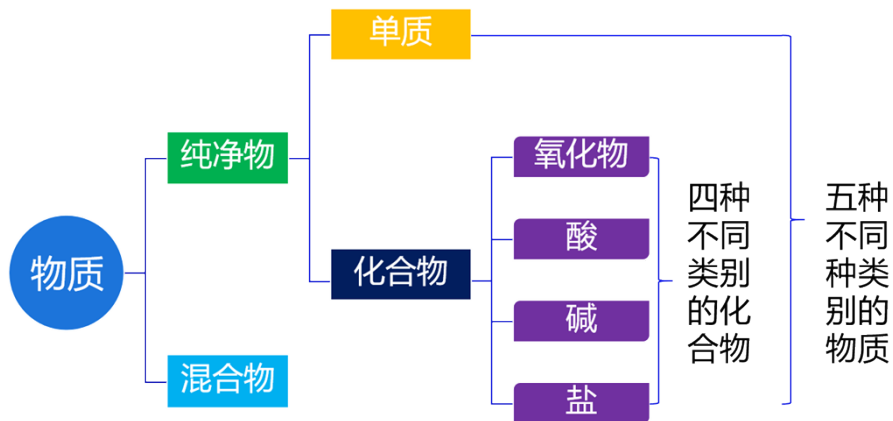 单质
纯净物
氧化物
四种
不同
类别
的化
合物
五种
不同
种类
别的
物质
酸
物质
化合物
碱
混合物
盐